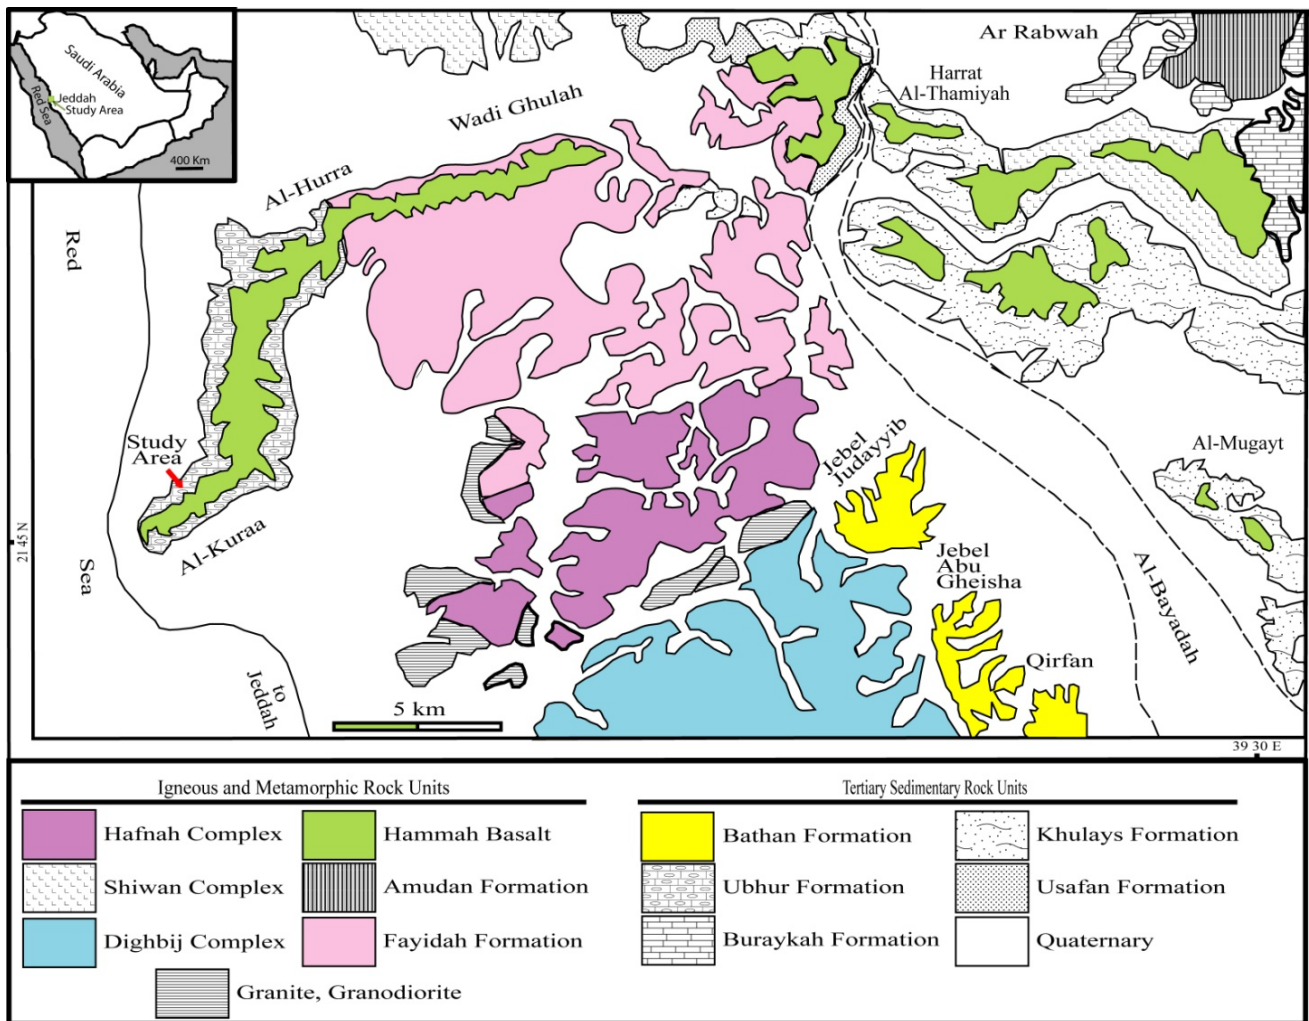 Saudi Arabia
Red Sea
Jeddah
Study Area
400 Km
Ar Rabwah
Harrat
Al-Thamiyah
Wadi Ghulah
Al-Hurra
Red
Sea
Study
Area
Al-Kuraa
21 45 N
to
Jeddah
5 km
Jebel
Judayyib
Jebel
Abu
Gheisha
Qirfan
Al-Bayadah
Al-Mugayt
39 30 E
Igneous and Metamorphic Rock Units
Hafnah Complex
Hammah Basalt
Shiwan Complex
Amudan Formation
Dighbij Complex
Fayidah Formation
Granite, Granodiorite
Tertiary Sedimentary Rock Units
Bathan Formation
Khulays Formation
Ubhur Formation
Usafan Formation
Buraykah Formation
Quaternary